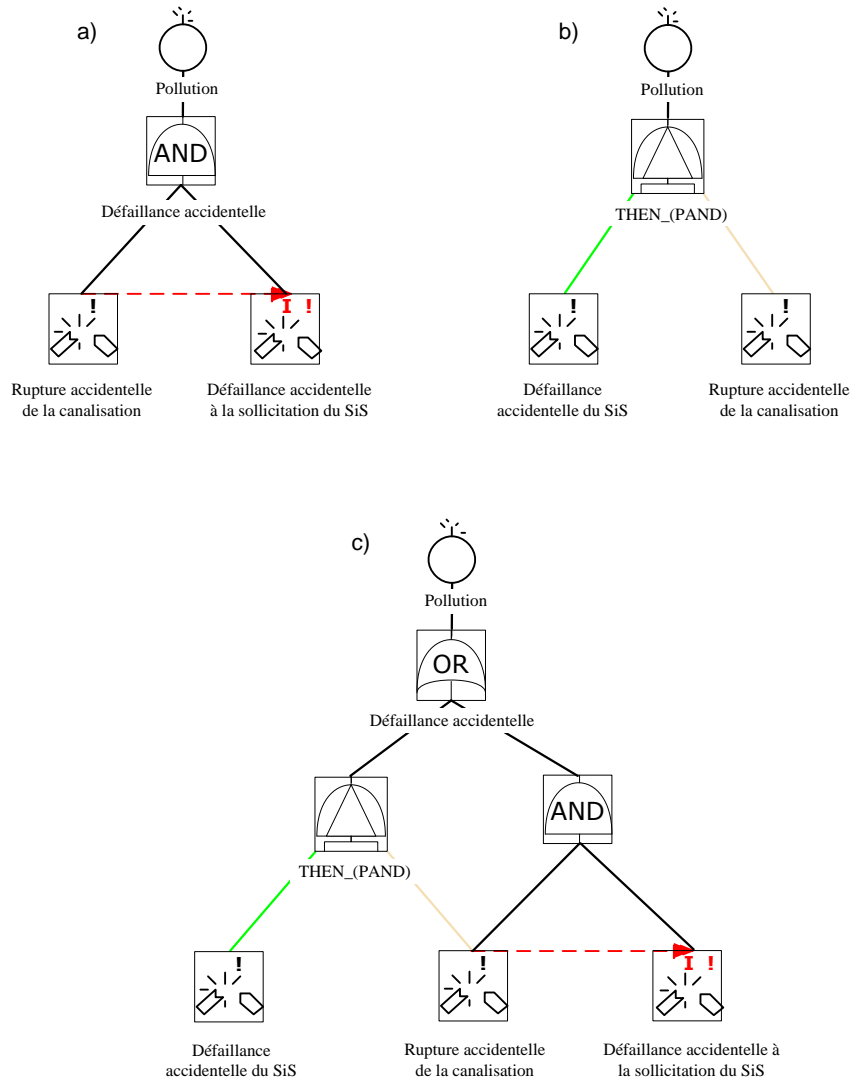 a)
Pollution
AND
Défaillance accidentelle
!
I !
Rupture accidentelle
de la canalisation
Défaillance accidentelle
à la sollicitation du SiS
b)
Pollution
THEN_(PAND)
!
!
Défaillance
accidentelle du SiS
Rupture accidentelle
de la canalisation
c)
Pollution
OR
Défaillance accidentelle
AND
THEN_(PAND)
!
!
I !
Défaillance
accidentelle du SiS
Rupture accidentelle
de la canalisation
Défaillance accidentelle à
la sollicitation du SiS